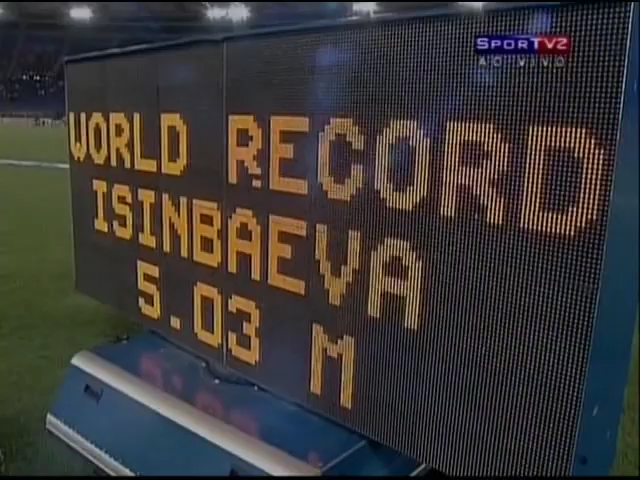 SPORTV2
AO VIVO
WORLD RECORD
ISINBAEVA
5.03 M